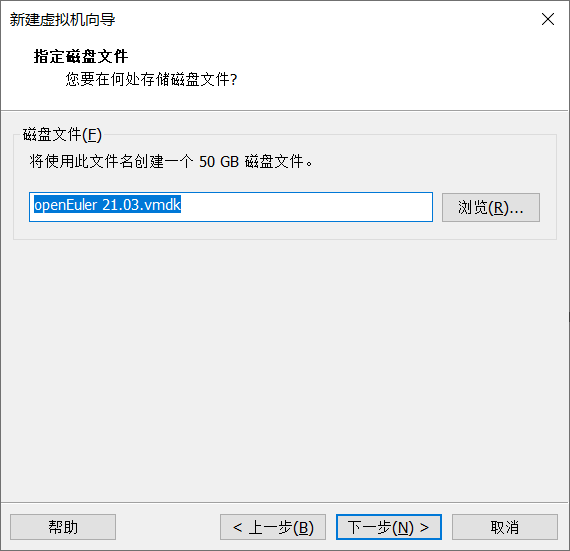 新建虚拟机向导
指定磁盘文件
您要在何处存储磁盘文件?
磁盘文件(F)
将使用此文件名创建一个 50 GB 磁盘文件。
openEuler 21.03.vmdk
浏览(R)...
帮助
< 上一步(B)
下一步(N) >
取消